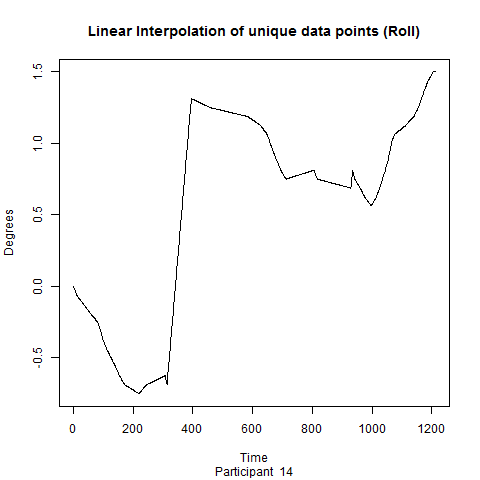 Linear Interpolation of unique data points (Roll)
Degrees
1.5
1.0
0.5
0.0
-0.5
0 200 400 600 800 1000 1200
Time
Participant 14